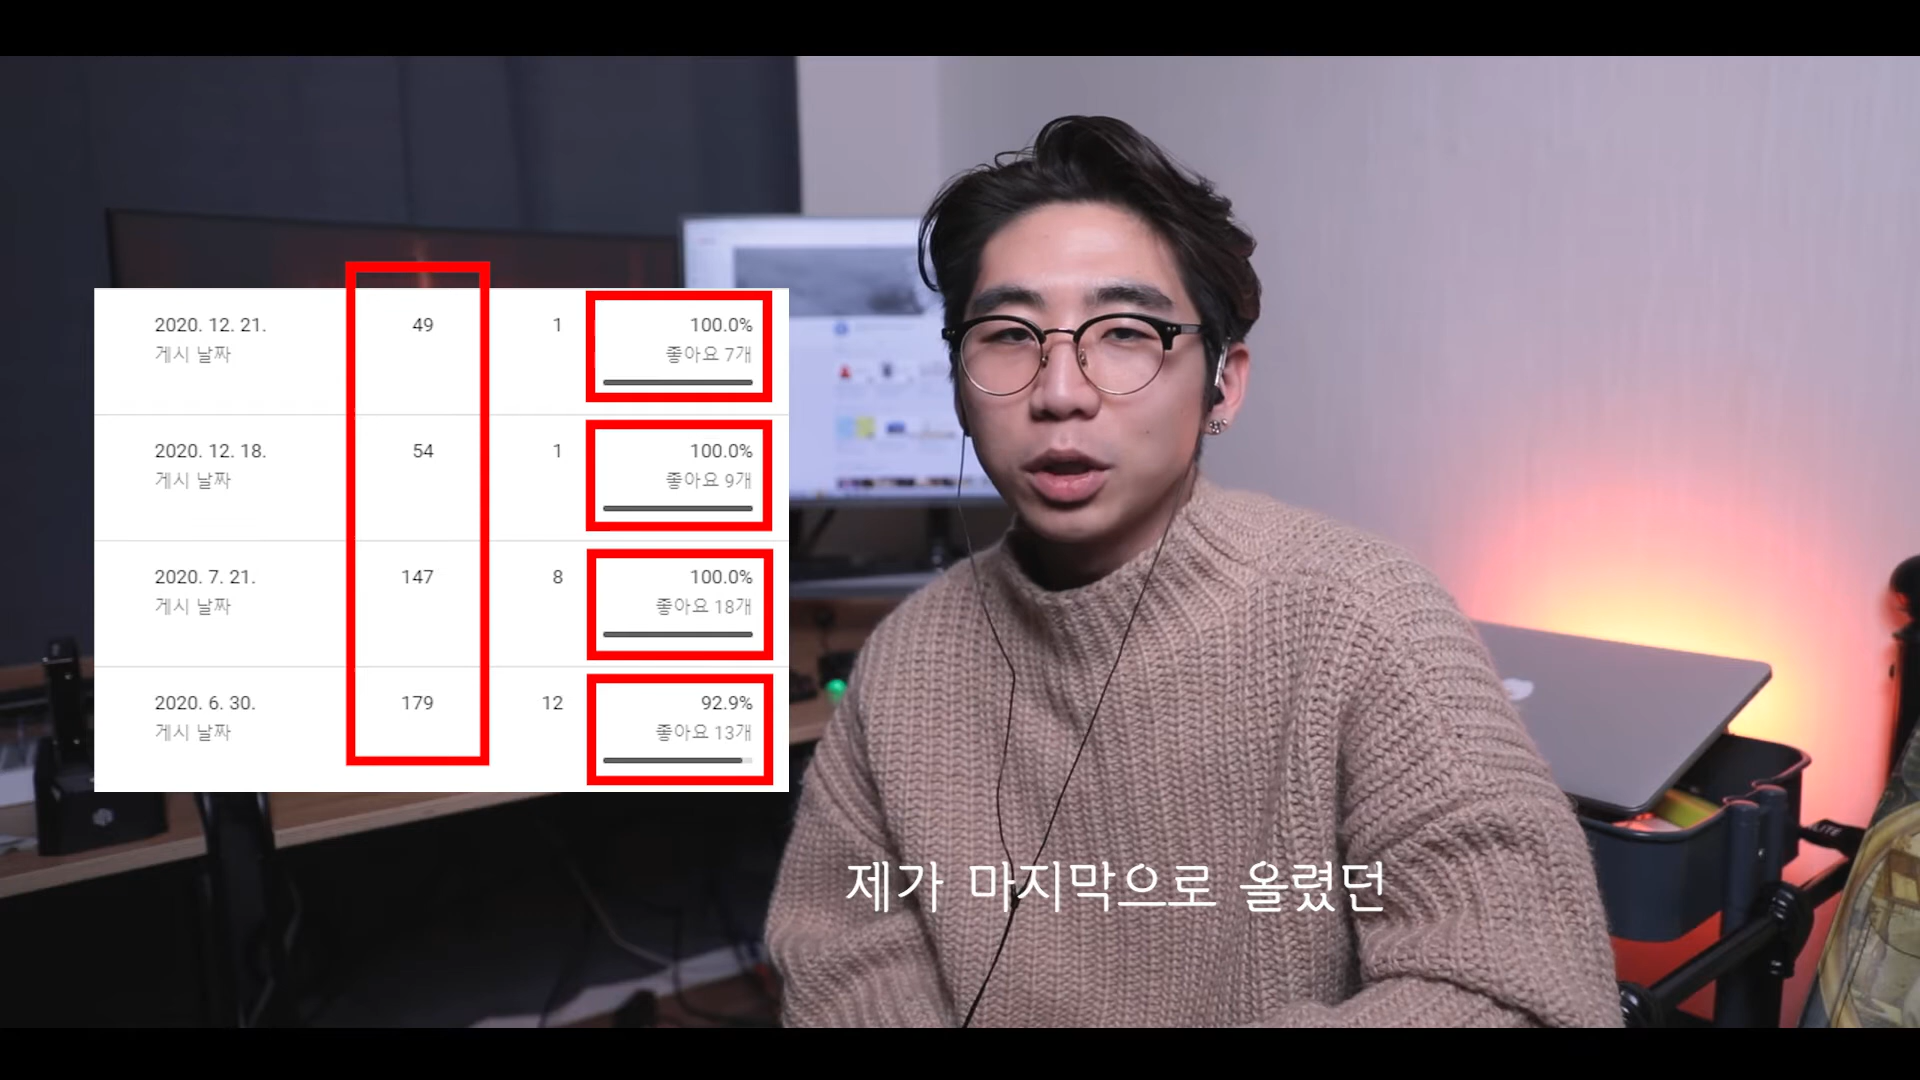 2020. 12. 21. 49 1 100.0%
게시 날짜 좋아요 7개
2020. 12. 18. 54 1 100.0%
게시 날짜 좋아요 9개
2020. 7. 21. 147 8 100.0%
게시 날짜 좋아요 18개
2020. 6. 30. 179 12 92.9%
게시 날짜 좋아요 13개
제가 마지막으로 올렸던